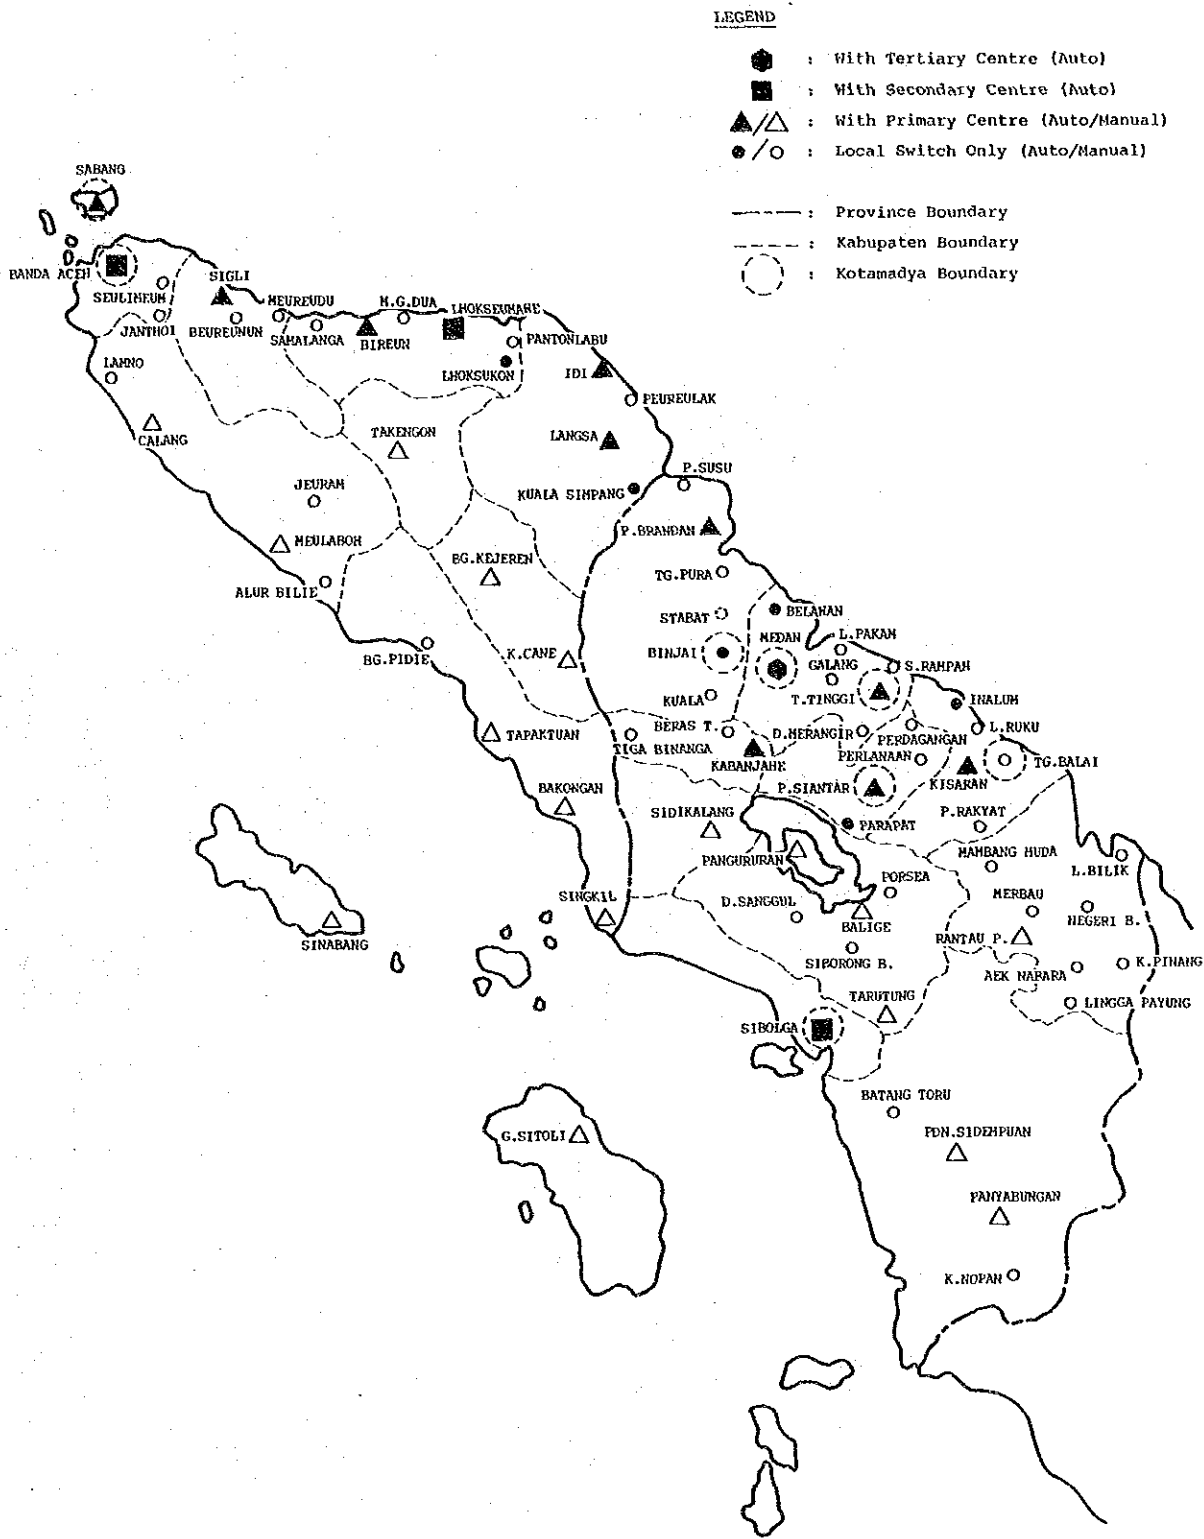 LEGEND
: With Tertiary Centre (Auto)
: With Secondary Centre (Auto)
/ : With Primary Centre (Auto/Manual)
/ : Local Switch Only (Auto/Manual)
: Province Boundary
: Kabupaten Boundary
: Kotamadya Boundary
SABANG
BANDA ACEH
SEULIMEUM
JANTHOI
SIGLI
BEUREUNUN
MEUREUDU
SAMALANGA
M.G.DUA
BIREUN
LHOKSEUMAWE
PANTONLABU
LHOKSUKON
IDI
PEUREULAK
LAMNO
CALANG
TAKENGON
LANGSA
P.SUSU
JEURAM
KUALA SIMPANG
P.BRANDAN
MEULABOH
BG.KEJEREN
TG.PURA
ALUR BILIE
STABAT
BELAWAN
BG.PIDIE
K.CANE
BINJAI
MEDAN
L.PAKAM
GALANG
S.RAMPAH
T.TINGGI
KUALA
INALUM
TAPAKTUAN
TIGA BINANGA
BERAS T.
D.MERANGIR
PERDAGANGAN
L.RUKU
KABANJAHE
PERLANAAN
TG.BALAI
KISARAN
P.SIANTAR
BAKONGAN
SIDIKALANG
PARAPAT
P.RAKYAT
PANGURURAN
MAMBANG MUDA
L.BILIK
PORSEA
MERBAU
SINGKIL
D.SANGGUL
NEGERI B.
SINABANG
BALIGE
RANTAU P.
SIBORONG B.
AEK NABARA
K.PINANG
TARUTUNG
LINGGA PAYUNG
SIBOLGA
BATANG TORU
G.SITOLI
PDN.SIDEMPUAN
PANYABUNGAN
K.NOPAN